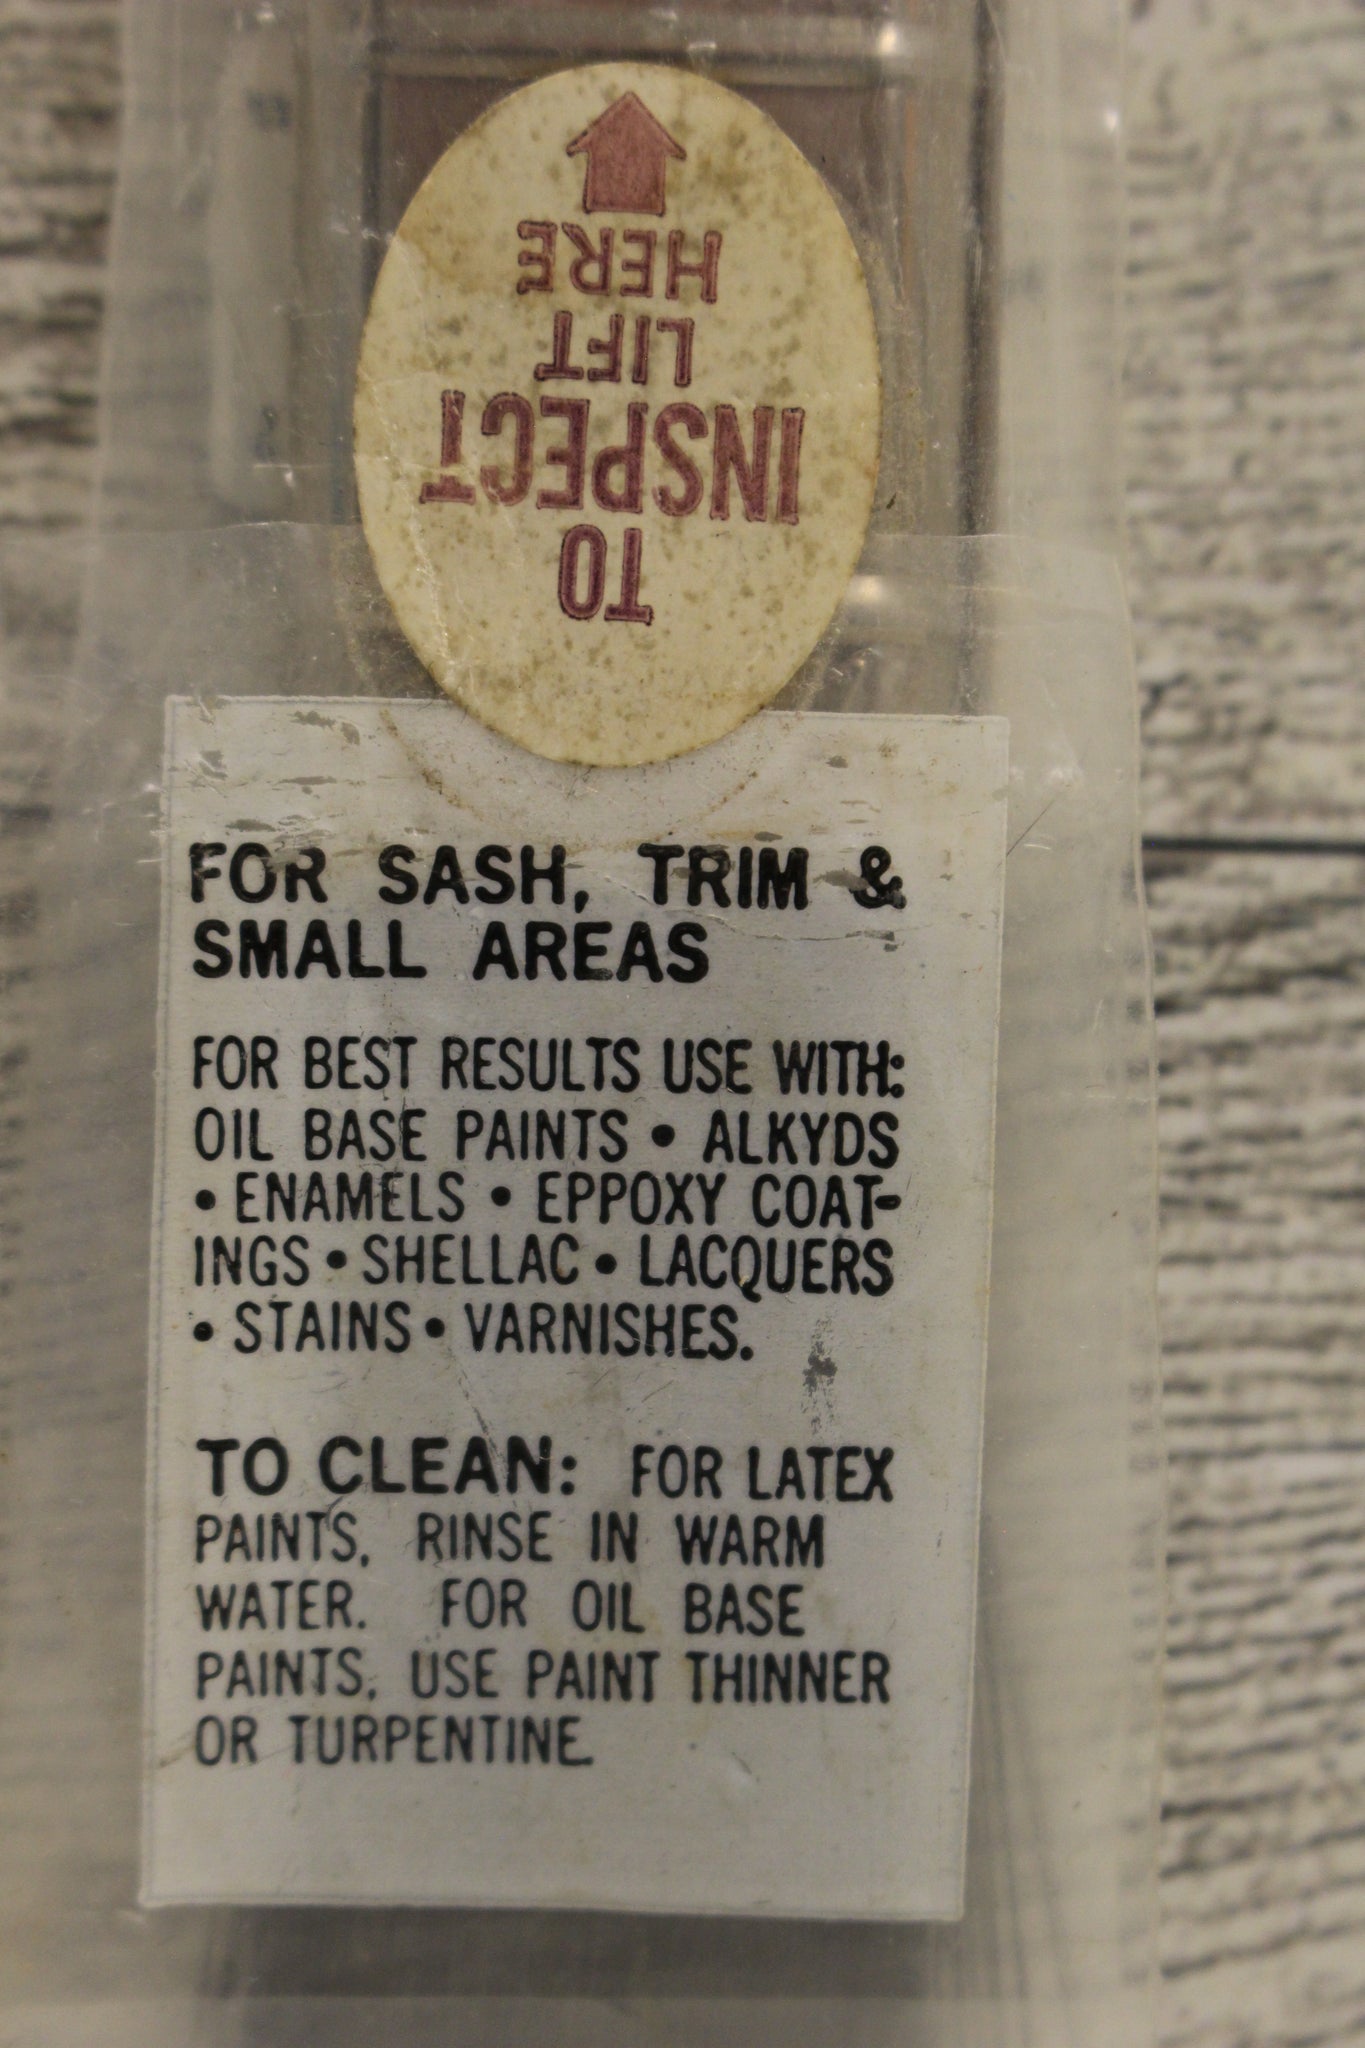 TO
INSPECT
LIFT
HERE
FOR SASH, TRIM &
SMALL AREAS
FOR BEST RESULTS USE WITH:
OIL BASE PAINTS • ALKYDS
• ENAMELS • EPPOXY COAT-
INGS • SHELLAC • LACQUERS
• STAINS • VARNISHES.
TO CLEAN: FOR LATEX
PAINTS, RINSE IN WARM
WATER. FOR OIL BASE
PAINTS, USE PAINT THINNER
OR TURPENTINE.